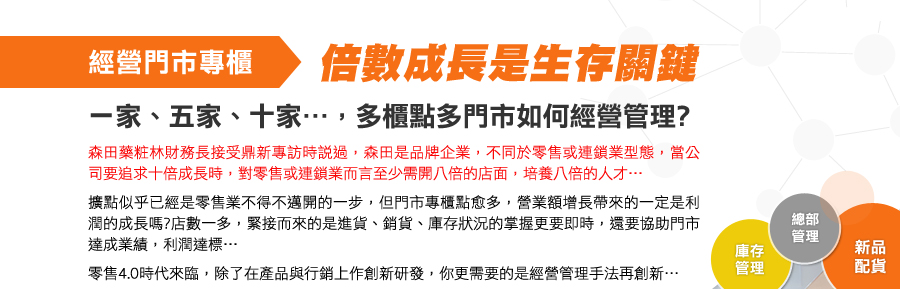 經營門市專櫃
倍數成長是生存關鍵
一家、五家、十家…，多櫃點多門市如何經營管理?
森田藥粧林財務長接受鼎新專訪時說過，森田是品牌企業，不同於零售或連鎖業型態，當公
司要追求十倍成長時，對零售或連鎖業而言至少需開八倍的店面，培養八倍的人才…
擴點似乎已經是零售業不得不邁開的一步，但門市專櫃點愈多，營業額增長帶來的一定是利
潤的成長嗎?店數一多，緊接而來的是進貨、銷貨、庫存狀況的掌握更要即時，還要協助門市
達成業績，利潤達標…
零售4.0時代來臨，除了在產品與行銷上作創新研發，你更需要的是經營管理手法再創新…
總部
管理
庫存
管理
新品
配貨